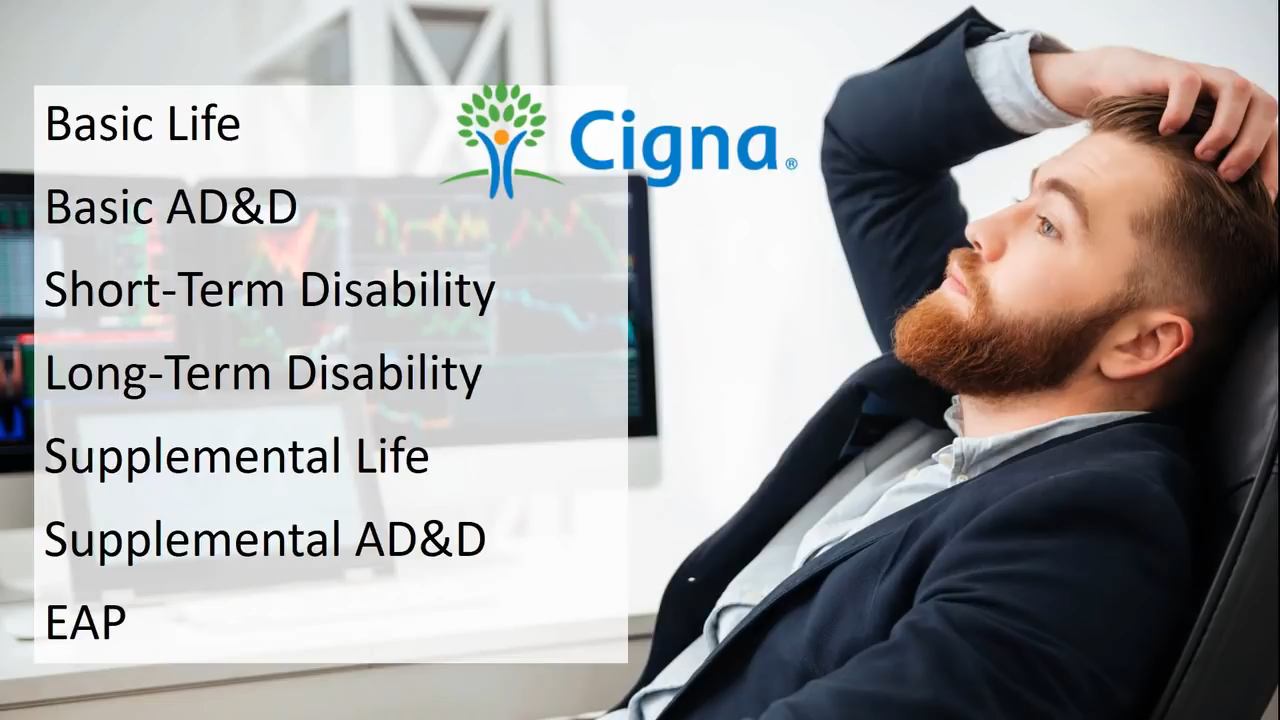 Basic Life
Cigna®
Basic AD&D
Short-Term Disability
Long-Term Disability
Supplemental Life
Supplemental AD&D
EAP